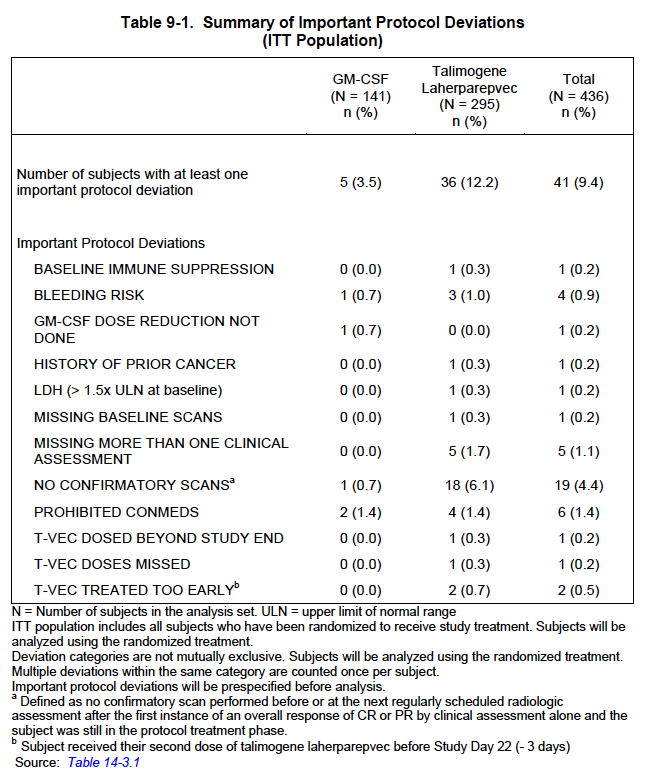 Table 9-1.  Summary of Important Protocol Deviations
(ITT Population)
GM-CSF
(N = 141)
n (%)
Talimogene
Laherparepvec
(N = 295)
n (%)
Total
(N = 436)
n (%)
Number of subjects with at least one
important protocol deviation
5 (3.5) 36 (12.2) 41 (9.4)
Important Protocol Deviations
BASELINE IMMUNE SUPPRESSION 0 (0.0) 1 (0.3) 1 (0.2)
BLEEDING RISK 1 (0.7) 3 (1.0) 4 (0.9)
GM-CSF DOSE REDUCTION NOT
DONE
1 (0.7) 0 (0.0) 1 (0.2)
HISTORY OF PRIOR CANCER 0 (0.0) 1 (0.3) 1 (0.2)
LDH (> 1.5x ULN at baseline) 0 (0.0) 1 (0.3) 1 (0.2)
MISSING BASELINE SCANS 0 (0.0) 1 (0.3) 1 (0.2)
MISSING MORE THAN ONE CLINICAL
ASSESSMENT
0 (0.0) 5 (1.7) 5 (1.1)
NO CONFIRMATORY SCANSa 1 (0.7) 18 (6.1) 19 (4.4)
PROHIBITED CONMEDS 2 (1.4) 4 (1.4) 6 (1.4)
T-VEC DOSED BEYOND STUDY END 0 (0.0) 1 (0.3) 1 (0.2)
T-VEC DOSES MISSED 0 (0.0) 1 (0.3) 1 (0.2)
T-VEC TREATED TOO EARLYb 0 (0.0) 2 (0.7) 2 (0.5)
N = Number of subjects in the analysis set. ULN = upper limit of normal range
ITT population includes all subjects who have been randomized to receive study treatment. Subjects will be
analyzed using the randomized treatment.
Deviation categories are not mutually exclusive. Subjects will be analyzed using the randomized treatment.
Multiple deviations within the same category are counted once per subject.
Important protocol deviations will be prespecified before analysis.
a Defined as no confirmatory scan performed before or at the next regularly scheduled radiologic
assessment after the first instance of an overall response of CR or PR by clinical assessment alone and the
subject was still in the protocol treatment phase.
b Subject received their second dose of talimogene laherparepvec before Study Day 22 (- 3 days)
Source: Table 14-3.1